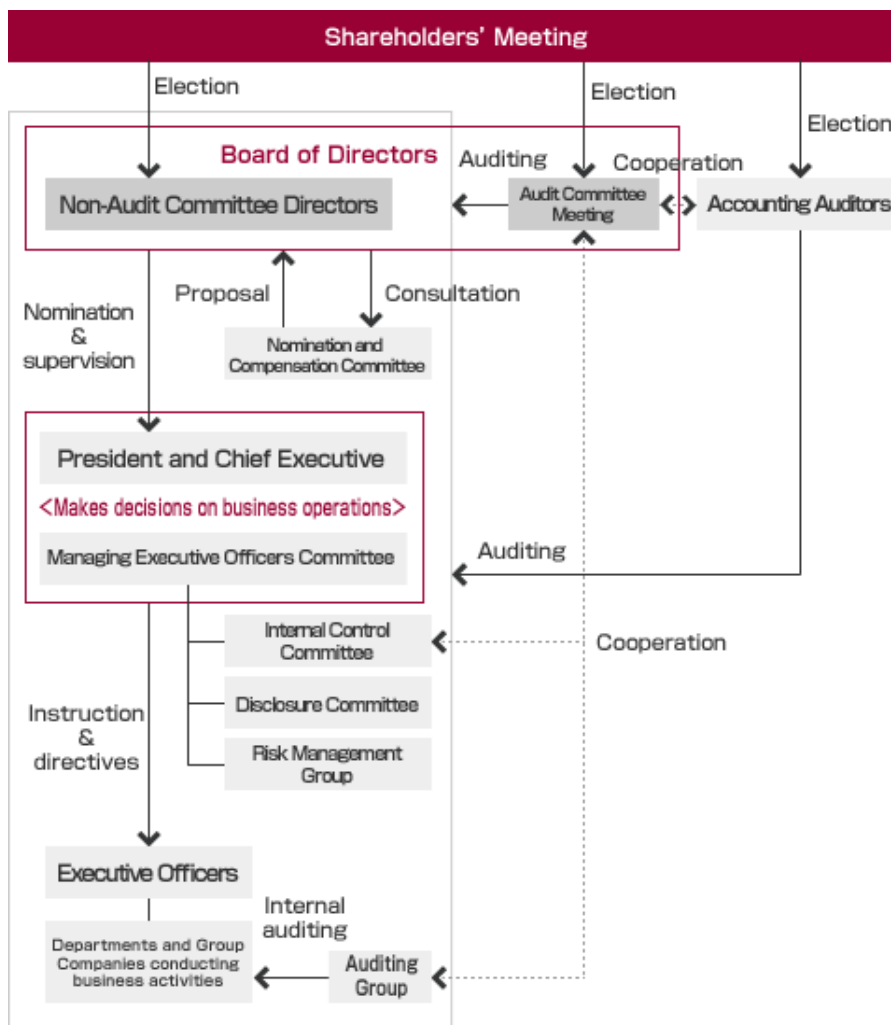 Shareholders' Meeting
Election
Election
Election
Board of Directors
Auditing
Cooperation
Non-Audit Committee Directors
Audit Committee
Meeting
Accounting Auditors
Proposal
Consultation
Nomination
&
supervision
Nomination and
Compensation Committee
President and Chief Executive
<Makes decisions on business operations>
Managing Executive Officers Committee
Auditing
Internal Control
Committee
Cooperation
Disclosure Committee
Instruction
&
directives
Risk Management
Group
Executive Officers
Internal
auditing
Departments and Group
Companies conducting
business activities
Auditing
Group